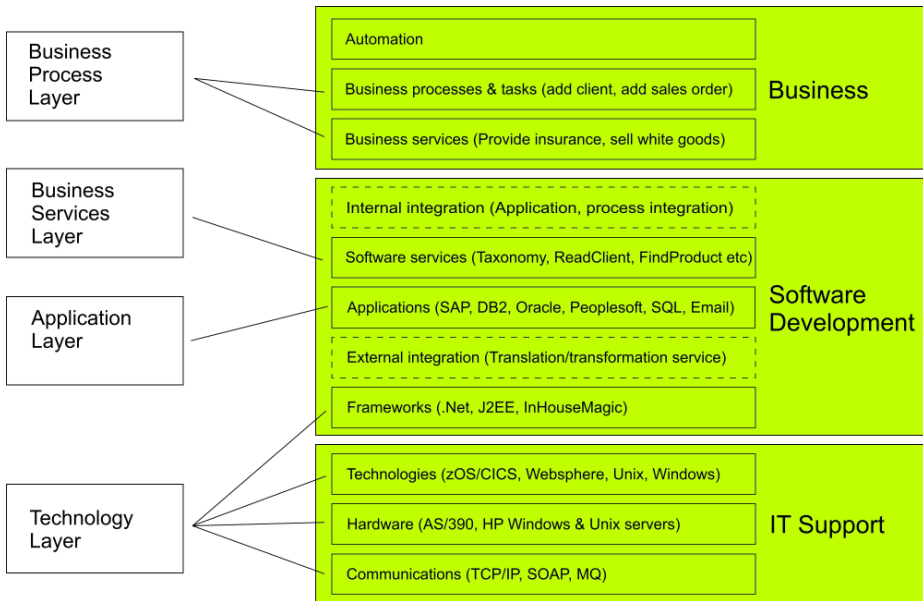 Business
Process
Layer
Business
Services
Layer
Application
Layer
Technology
Layer
Automation
Business processes & tasks (add client, add sales order)
Business services (Provide insurance, sell white goods)
Business
Internal integration (Application, process integration)
Software services (Taxonomy, ReadClient, FindProduct etc)
Applications (SAP, DB2, Oracle, Peoplesoft, SQL, Email)
External integration (Translation/transformation service)
Frameworks (.Net, J2EE, InHouseMagic)
Software
Development
Technologies (zOS/CICS, Websphere, Unix, Windows)
Hardware (AS/390, HP Windows & Unix servers)
Communications (TCP/IP, SOAP, MQ)
IT Support